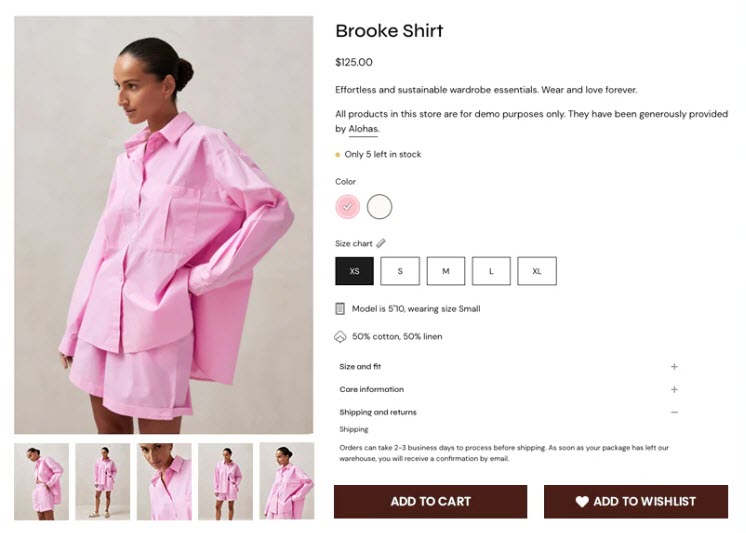 Brooke Shirt
$125.00
Effortless and sustainable wardrobe essentials. Wear and love forever.
All products in this store are for demo purposes only. They have been generously provided
by Alohas.
Only 5 left in stock
Color
Size chart
XS S M L XL
Model is 5"10, wearing size Small
50% cotton, 50% linen
Size and fit
Care information
Shipping and returns
Shipping
Orders can take 2-3 business days to process before shipping. As soon as your package has left our
warehouse, you will receive a confirmation by email.
ADD TO CART ADD TO WISHLIST